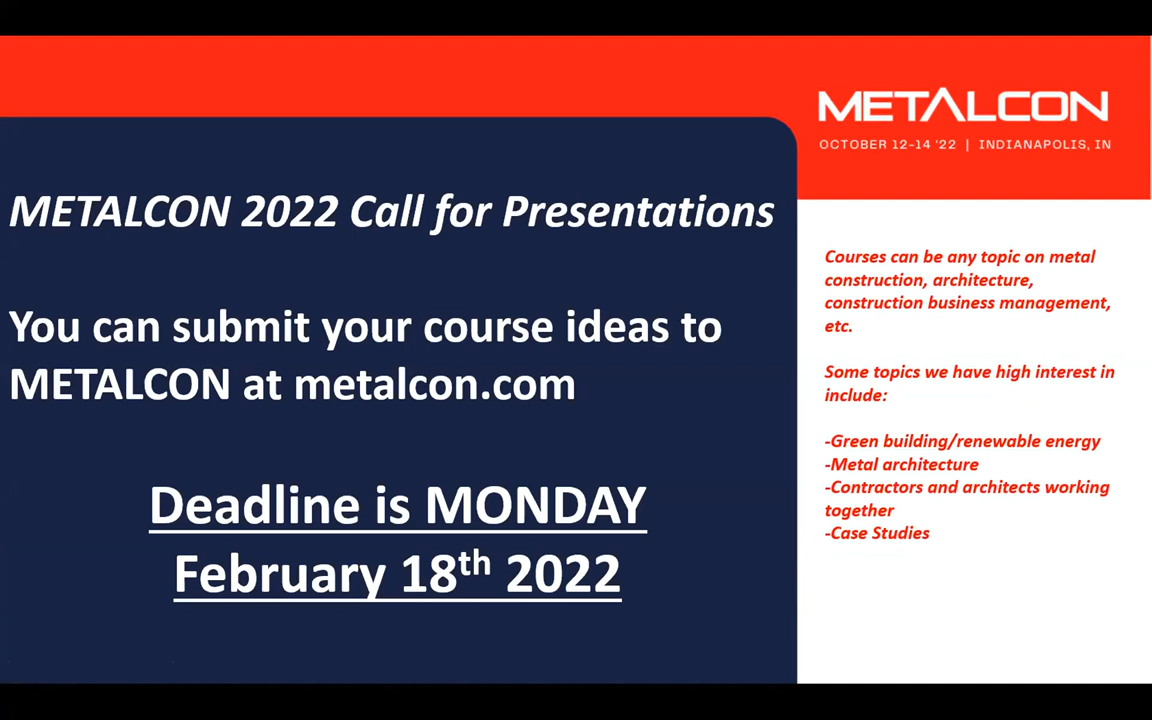 METALCON
OCTOBER 12-14 '22 | INDIANAPOLIS, IN
METALCON 2022 Call for Presentations
You can submit your course ideas to
METALCON at metalcon.com
Deadline is MONDAY
February 18th 2022
Courses can be any topic on metal
construction, architecture,
construction business management,
etc.
Some topics we have high interest in
include:
-Green building/renewable energy
-Metal architecture
-Contractors and architects working
together
-Case Studies